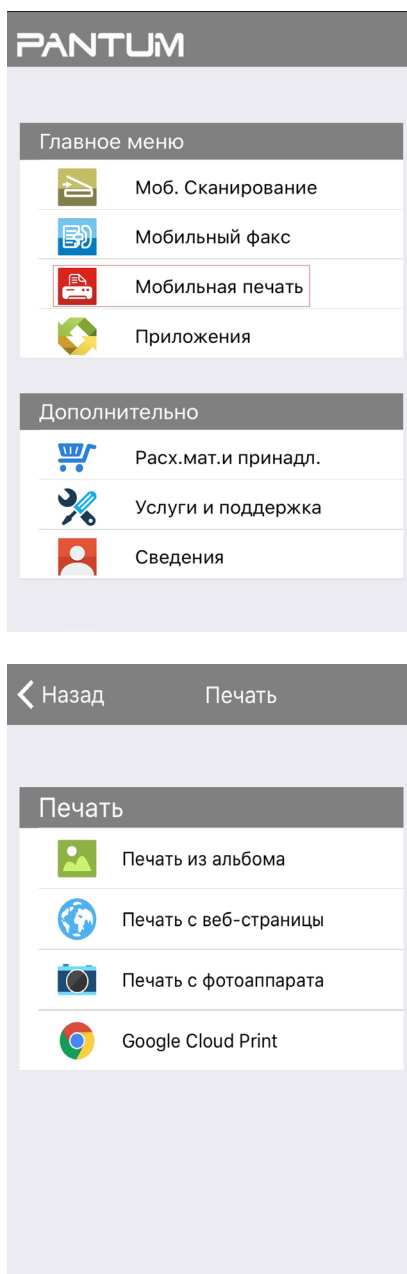 PANTUM
Главное меню
Моб. Сканирование
Мобильный факс
Мобильная печать
Приложения
Дополнительно
Расх.мат.и принадл.
Услуги и поддержка
Сведения
Назад Печать
Печать
Печать из альбома
Печать с веб-страницы
Печать с фотоаппарата
Google Cloud Print